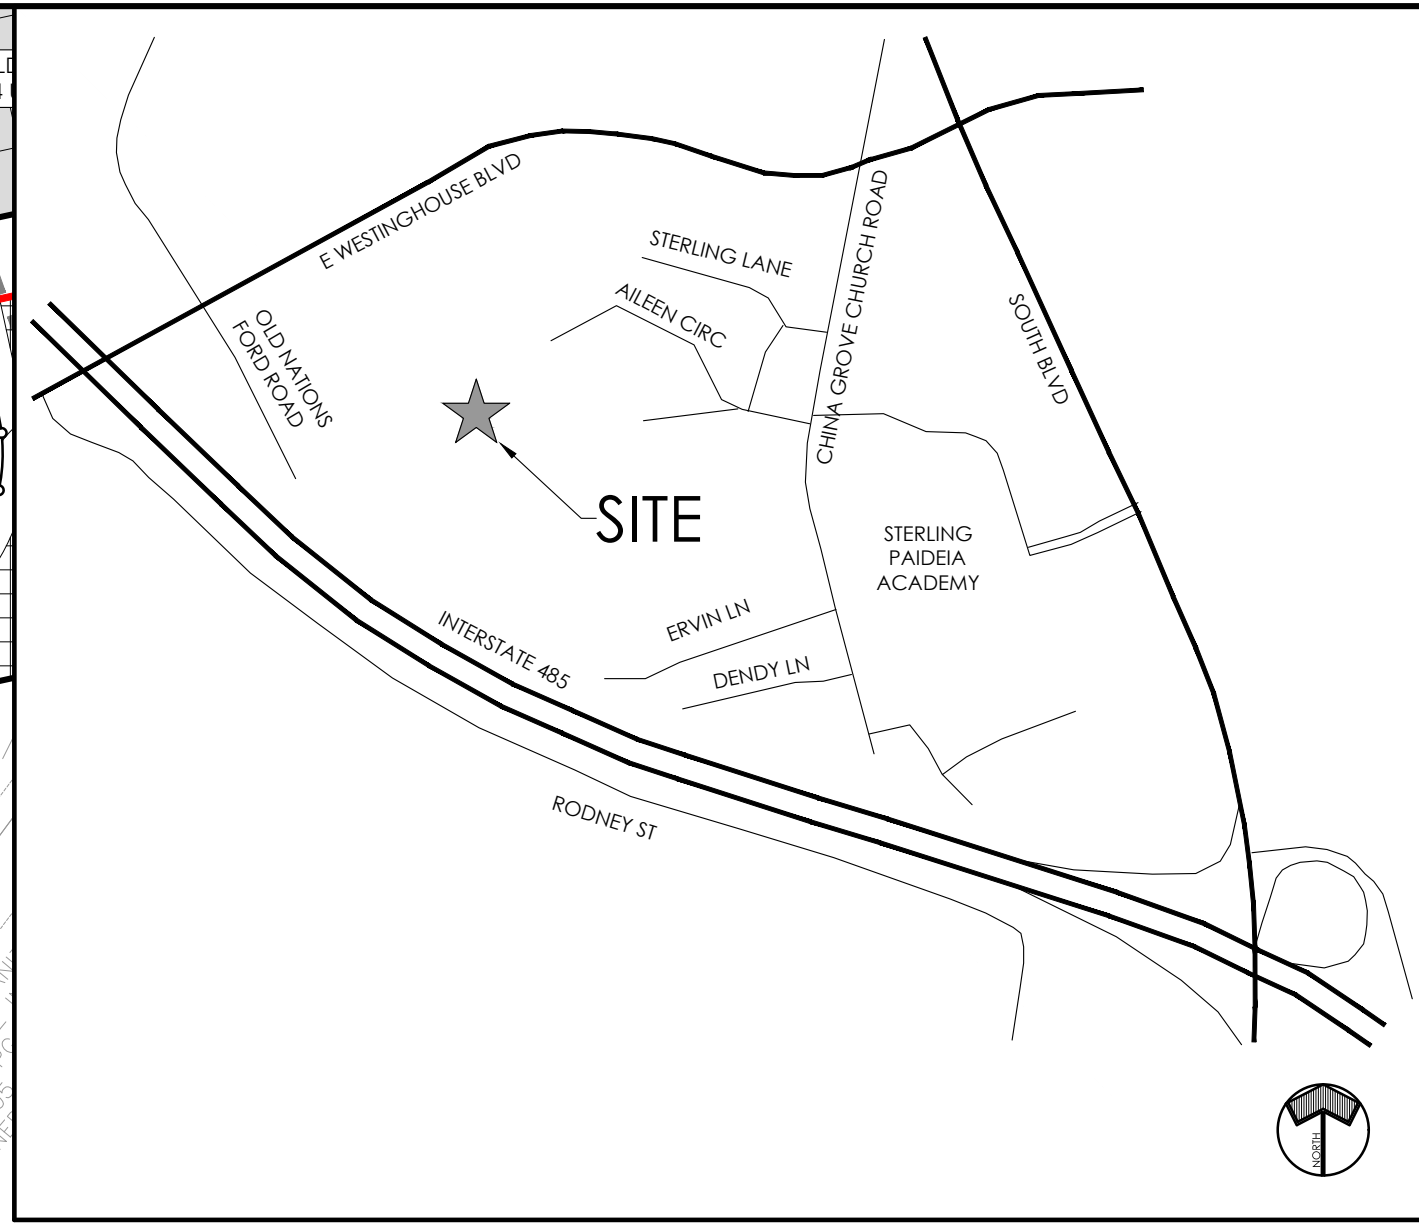 E WESTINGHOUSE BLVD
STERLING LANE
AILEEN CIRC
CHINA GROVE CHURCH ROAD
SOUTH BLVD
OLD NATIONS
FORD ROAD
SITE
STERLING
PAIDEIA
ACADEMY
ERVIN LN
DENDY LN
INTERSTATE 485
RODNEY ST
NORTH